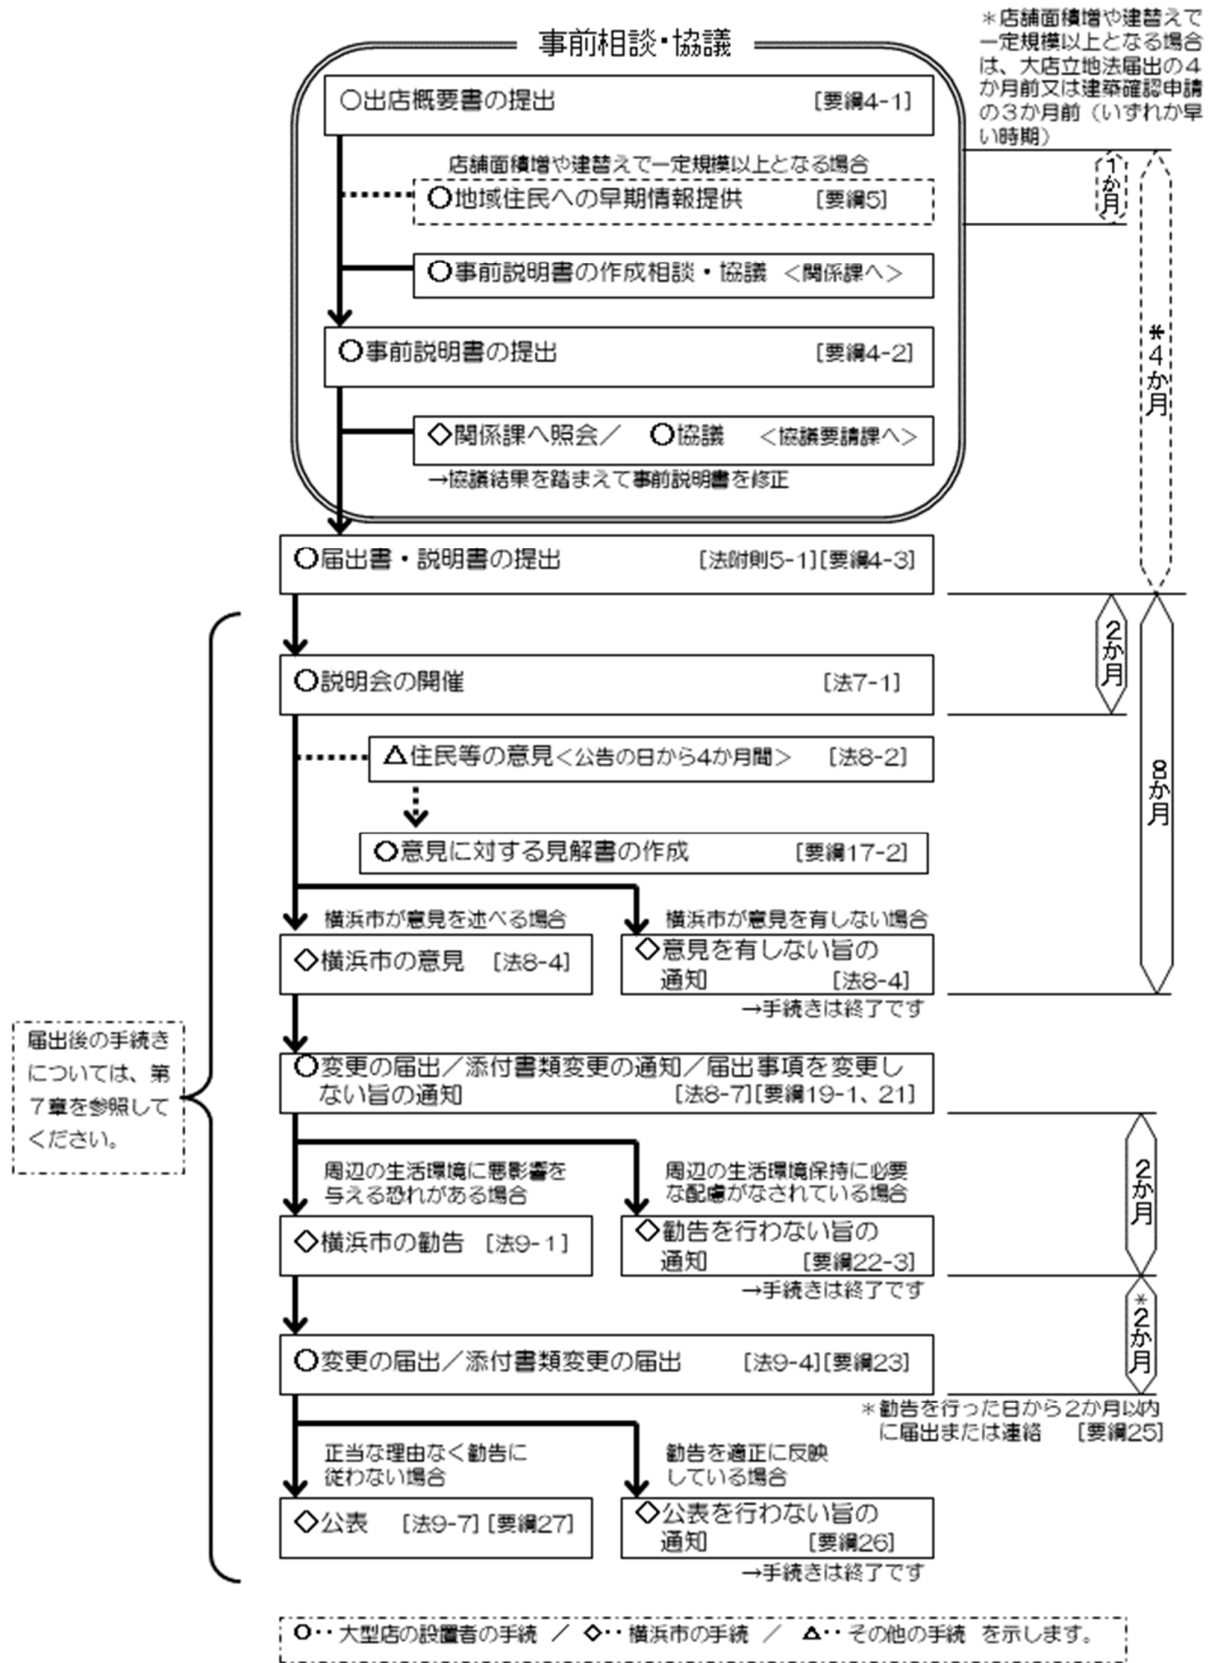 事前相談・協議
＊店舗面積増や建替えで
一定規模以上となる場合
は、大店立地法届出の４
か月前又は建築確認申請
の３か月前（いずれか早
い時期）
○出店概要書の提出 [要綱4-1]
店舗面積増や建替えで一定規模以上となる場合
○地域住民への早期情報提供 [要綱5]
1か月
○事前説明書の作成相談・協議 <関係課へ>
○事前説明書の提出 [要綱4-2]
*4か月
◇関係課へ照会／ ○協議 <協議要請課へ>
→協議結果を踏まえて事前説明書を修正
○届出書・説明書の提出 [法附則5-1][要綱4-3]
2か月
○説明会の開催 [法7-1]
△住民等の意見<公告の日から4か月間> [法8-2]
8か月
○意見に対する見解書の作成 [要綱17-2]
横浜市が意見を述べる場合
横浜市が意見を有しない場合
◇横浜市の意見 [法8-4]
◇意見を有しない旨の
通知 [法8-4]
→手続きは終了です
届出後の手続き
については、第
７章を参照して
ください。
○変更の届出／添付書類変更の通知／届出事項を変更し
ない旨の通知 [法8-7][要綱19-1、21]
周辺の生活環境に悪影響を
与える恐れがある場合
周辺の生活環境保持に必要
な配慮がなされている場合
2か月
◇横浜市の勧告 [法9-1]
◇勧告を行わない旨の
通知 [要綱22-3]
→手続きは終了です
*2か月
○変更の届出／添付書類変更の届出 [法9-4][要綱23]
＊勧告を行った日から２か月以内
に届出または連絡 [要綱25]
正当な理由なく勧告に
従わない場合
勧告を適正に反映
している場合
◇公表 [法9-7][要綱27]
◇公表を行わない旨の
通知 [要綱26]
→手続きは終了です
○‥大型店の設置者の手続 ／ ◇‥横浜市の手続 ／ △‥その他の手続 を示します。